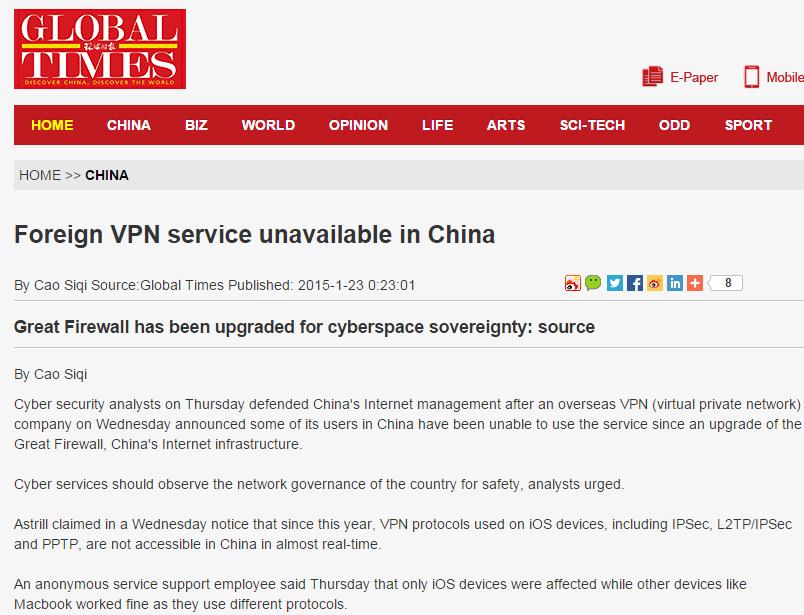 GLOBAL
环球时报
TIMES
DISCOVER CHINA, DISCOVER THE WORLD
E-Paper Mobile
HOME CHINA BIZ WORLD OPINION LIFE ARTS SCI-TECH ODD SPORT
HOME >> CHINA
Foreign VPN service unavailable in China
By Cao Siqi Source:Global Times Published: 2015-1-23 0:23:01 8
Great Firewall has been upgraded for cyberspace sovereignty: source
By Cao Siqi
Cyber security analysts on Thursday defended China's Internet management after an overseas VPN (virtual private network)
company on Wednesday announced some of its users in China have been unable to use the service since an upgrade of the
Great Firewall, China's Internet infrastructure.
Cyber services should observe the network governance of the country for safety, analysts urged.
Astrill claimed in a Wednesday notice that since this year, VPN protocols used on iOS devices, including IPSec, L2TP/IPSec
and PPTP, are not accessible in China in almost real-time.
An anonymous service support employee said Thursday that only iOS devices were affected while other devices like
Macbook worked fine as they use different protocols.